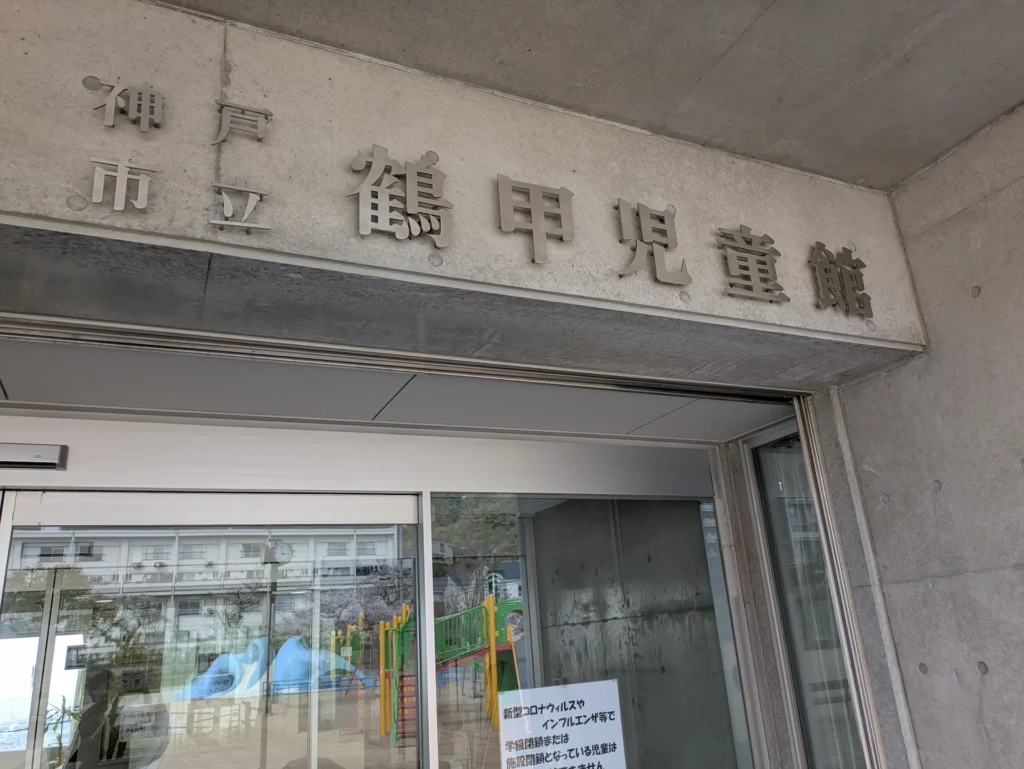 神戸
市立
鶴甲児童館
新型コロナウィルスや
インフルエンザ等で
学級閉鎖または
施設閉鎖となっている児童は